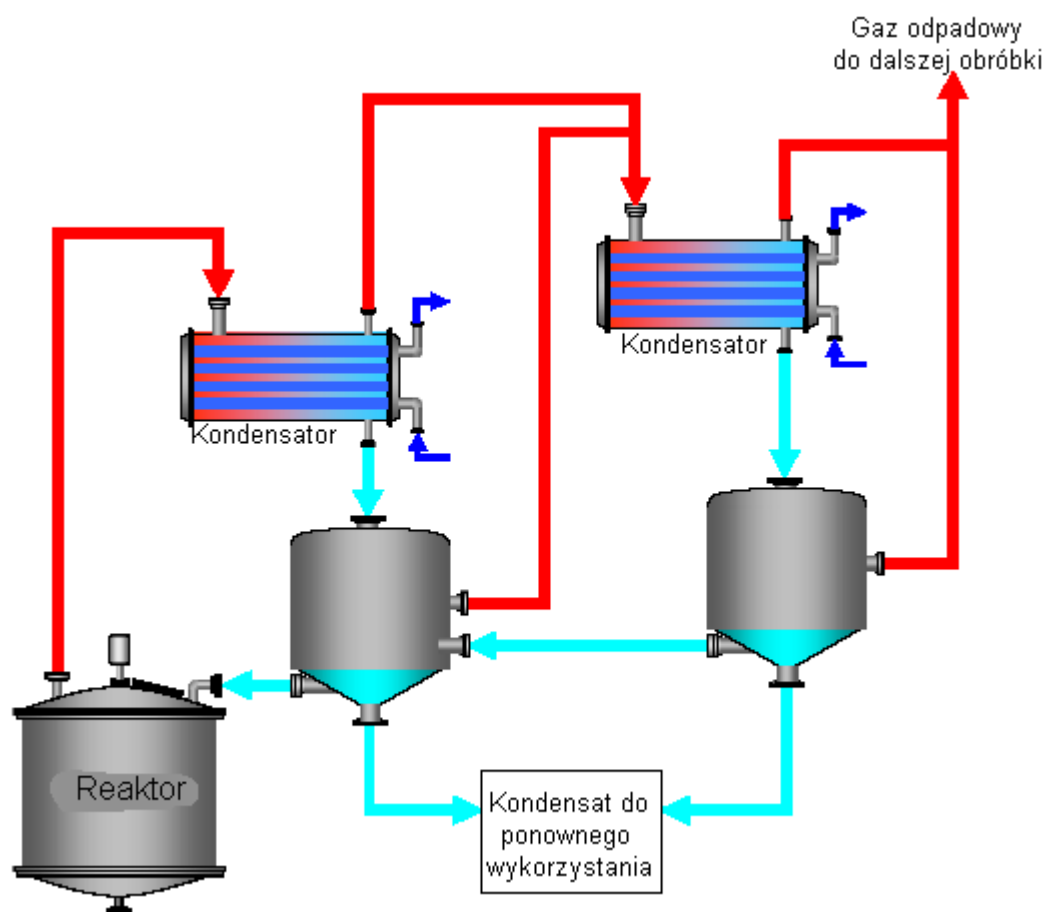 Gaz odpadowy
do dalszej obróbki
Kondensator
Kondensator
Reaktor
Kondensat do
ponownego
wykorzystania